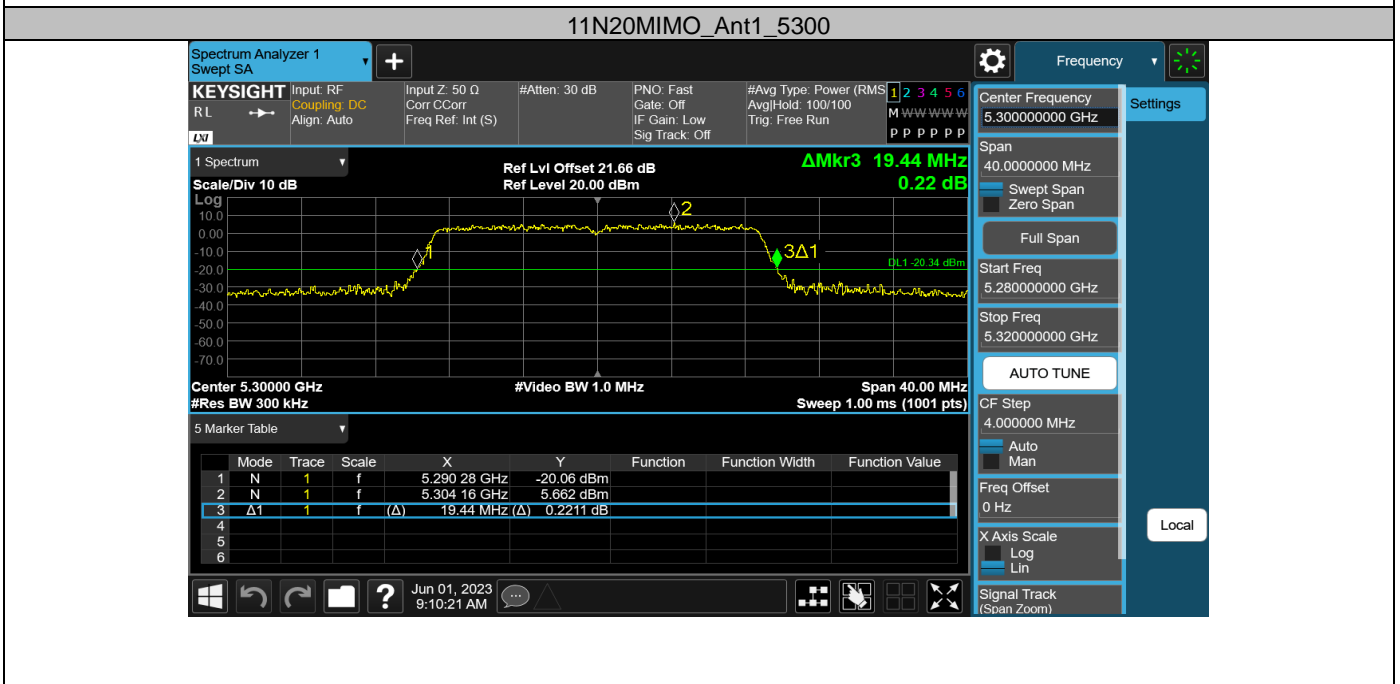 11N20MIMO_Ant1_5300
Spectrum Analyzer 1
Swept SA
Frequency
KEYSIGHT
RL
LXI
Input: RF
Coupling: DC
Align: Auto
Input Z: 50 Ω
Corr CCorr
Freq Ref: Int (S)
#Atten: 30 dB
PNO: Fast
Gate: Off
IF Gain: Low
Sig Track: Off
#Avg Type: Power (RMS
Avg|Hold: 100/100
Trig: Free Run
1 2 3 4 5 6
M W W W W W
P P P P P P
1 Spectrum
Scale/Div 10 dB
Ref Lvl Offset 21.66 dB
Ref Level 20.00 dBm
ΔMkr3 19.44 MHz
0.22 dB
Log
10.0
0.00
-10.0
-20.0
-30.0
-40.0
-50.0
-60.0
-70.0
1
2
3Δ1
DL1 -20.34 dBm
Center 5.30000 GHz
#Video BW 1.0 MHz
Span 40.00 MHz
#Res BW 300 kHz
Sweep 1.00 ms (1001 pts)
5 Marker Table
Mode Trace Scale X Y Function Function Width Function Value
1 N 1 f 5.290 28 GHz -20.06 dBm
2 N 1 f 5.304 16 GHz 5.662 dBm
3 Δ1 1 f (Δ) 19.44 MHz (Δ) 0.2211 dB
4
5
6
Jun 01, 2023
9:10:21 AM
Center Frequency
5.300000000 GHz
Settings
Span
40.0000000 MHz
Swept Span
Zero Span
Full Span
Start Freq
5.280000000 GHz
Stop Freq
5.320000000 GHz
AUTO TUNE
CF Step
4.000000 MHz
Auto
Man
Freq Offset
0 Hz
Local
X Axis Scale
Log
Lin
Signal Track
(Span Zoom)